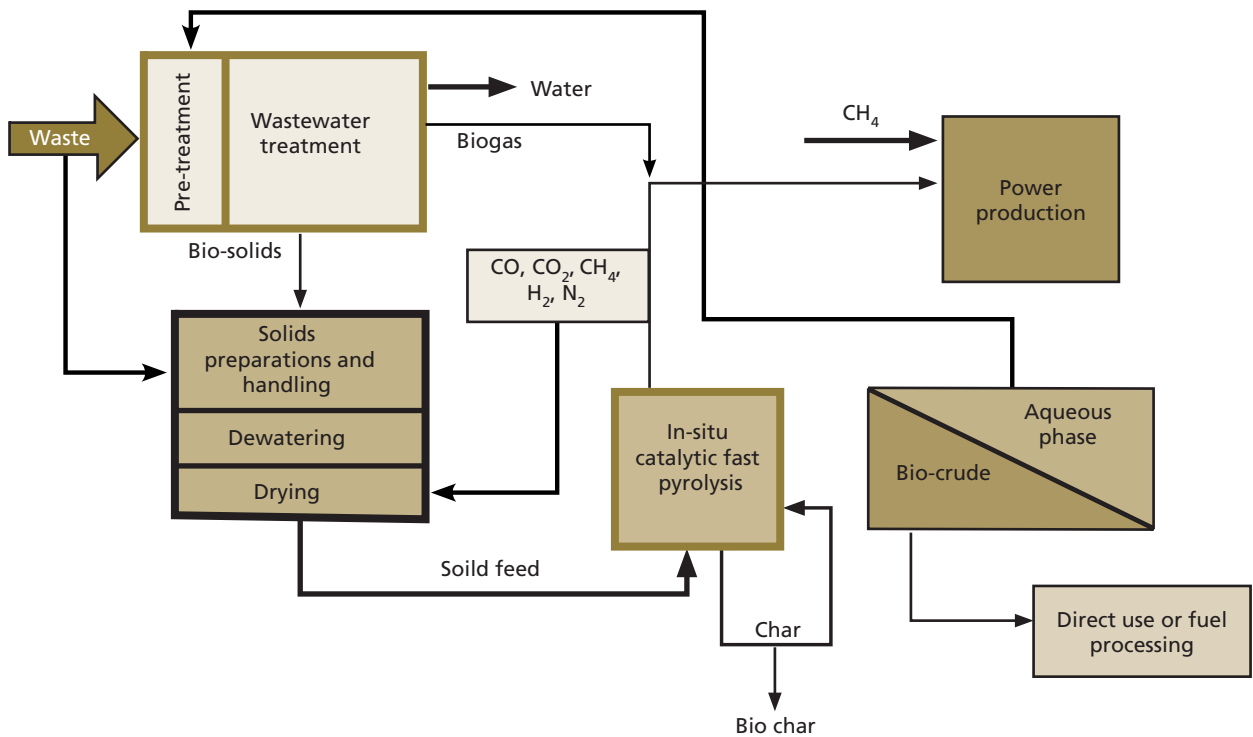 Waste
Pre-treatment
Wastewater
treatment
Water
Biogas
CH₄
Power
production
Bio-solids
CO, CO₂, CH₄,
H₂, N₂
Solids
preparations and
handling
Dewatering
Drying
In-situ
catalytic fast
pyrolysis
Aqueous
phase
Bio-crude
Soild feed
Char
Direct use or fuel
processing
Bio char